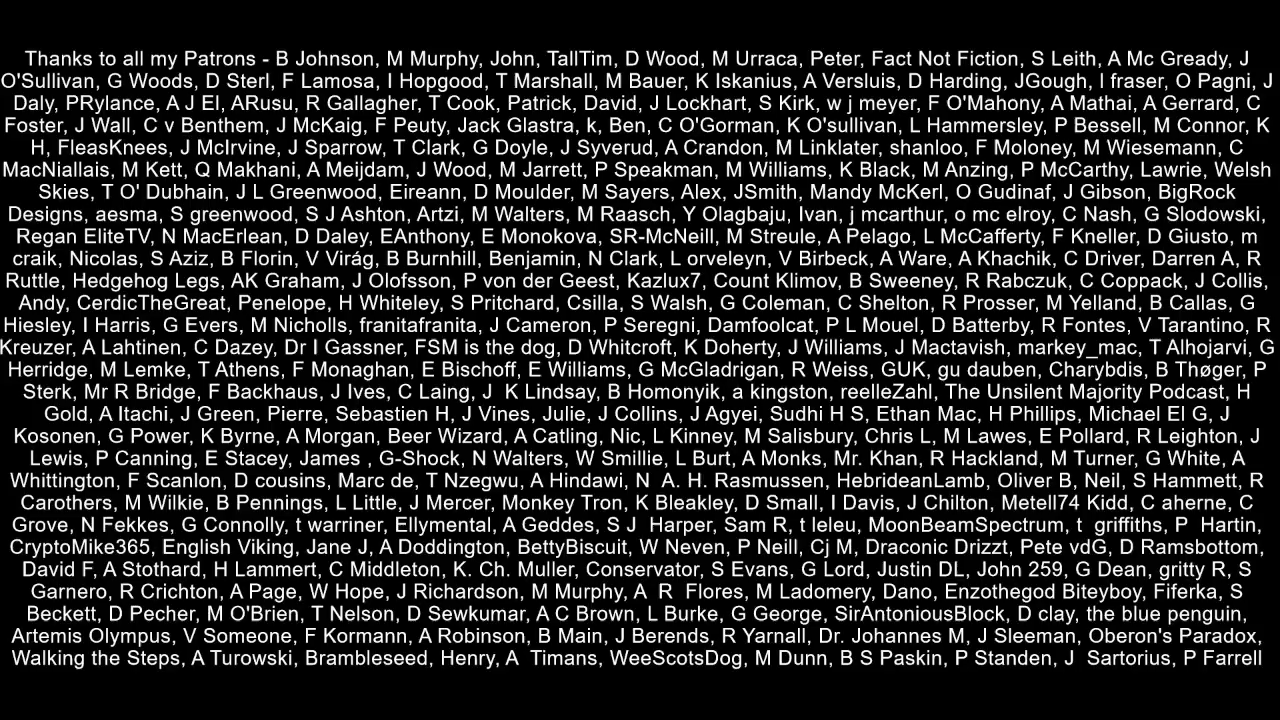 Thanks to all my Patrons - B Johnson, M Murphy, John, TallTim, D Wood, M Urraca, Peter, Fact Not Fiction, S Leith, A Mc Gready, J
O'Sullivan, G Woods, D Sterl, F Lamosa, I Hopgood, T Marshall, M Bauer, K Iskanius, A Versluis, D Harding, JGough, I fraser, O Pagni, J
Daly, PRylance, A J El, ARusu, R Gallagher, T Cook, Patrick, David, J Lockhart, S Kirk, w j meyer, F O'Mahony, A Mathai, A Gerrard, C
Foster, J Wall, C v Benthem, J McKaig, F Peuty, Jack Glastra, k, Ben, C O'Gorman, K O'sullivan, L Hammersley, P Bessell, M Connor, K
H, FleasKnees, J McIrvine, J Sparrow, T Clark, G Doyle, J Syverud, A Crandon, M Linklater, shanloo, F Moloney, M Wiesemann, C
MacNiallais, M Kett, Q Makhani, A Meijdam, J Wood, M Jarrett, P Speakman, M Williams, K Black, M Anzing, P McCarthy, Lawrie, Welsh
Skies, T O' Dubhain, J L Greenwood, Eireann, D Moulder, M Sayers, Alex, JSmith, Mandy McKerl, O Gudinaf, J Gibson, BigRock
Designs, aesma, S greenwood, S J Ashton, Artzi, M Walters, M Raasch, Y Olagbaju, Ivan, j mcarthur, o mc elroy, C Nash, G Slodowski,
Regan EliteTV, N MacErlean, D Daley, EAnthony, E Monokova, SR-McNeill, M Streule, A Pelago, L McCafferty, F Kneller, D Giusto, m
craik, Nicolas, S Aziz, B Florin, V Virág, B Burnhill, Benjamin, N Clark, L orveleyn, V Birbeck, A Ware, A Khachik, C Driver, Darren A, R
Ruttle, Hedgehog Legs, AK Graham, J Olofsson, P von der Geest, Kazlux7, Count Klimov, B Sweeney, R Rabczuk, C Coppack, J Collis,
Andy, CerdicTheGreat, Penelope, H Whiteley, S Pritchard, Csilla, S Walsh, G Coleman, C Shelton, R Prosser, M Yelland, B Callas, G
Hiesley, I Harris, G Evers, M Nicholls, franitafranita, J Cameron, P Seregni, Damfoolcat, P L Mouel, D Batterby, R Fontes, V Tarantino, R
Kreuzer, A Lahtinen, C Dazey, Dr I Gassner, FSM is the dog, D Whitcroft, K Doherty, J Williams, J Mactavish, markey_mac, T Alhojarvi, G
Herridge, M Lemke, T Athens, F Monaghan, E Bischoff, E Williams, G McGladrigan, R Weiss, GUK, gu dauben, Charybdis, B Thøger, P
Sterk, Mr R Bridge, F Backhaus, J Ives, C Laing, J  K Lindsay, B Homonyik, a kingston, reelleZahl, The Unsilent Majority Podcast, H
Gold, A Itachi, J Green, Pierre, Sebastien H, J Vines, Julie, J Collins, J Agyei, Sudhi H S, Ethan Mac, H Phillips, Michael El G, J
Kosonen, G Power, K Byrne, A Morgan, Beer Wizard, A Catling, Nic, L Kinney, M Salisbury, Chris L, M Lawes, E Pollard, R Leighton, J
Lewis, P Canning, E Stacey, James , G-Shock, N Walters, W Smillie, L Burt, A Monks, Mr. Khan, R Hackland, M Turner, G White, A
Whittington, F Scanlon, D cousins, Marc de, T Nzegwu, A Hindawi, N  A. H. Rasmussen, HebrideanLamb, Oliver B, Neil, S Hammett, R
Carothers, M Wilkie, B Pennings, L Little, J Mercer, Monkey Tron, K Bleakley, D Small, I Davis, J Chilton, Metell74 Kidd, C aherne, C
Grove, N Fekkes, G Connolly, t warriner, Ellymental, A Geddes, S J  Harper, Sam R, t leleu, MoonBeamSpectrum, t  griffiths, P  Hartin,
CryptoMike365, English Viking, Jane J, A Doddington, BettyBiscuit, W Neven, P Neill, Cj M, Draconic Drizzt, Pete vdG, D Ramsbottom,
David F, A Stothard, H Lammert, C Middleton, K. Ch. Muller, Conservator, S Evans, G Lord, Justin DL, John 259, G Dean, gritty R, S
Garnero, R Crichton, A Page, W Hope, J Richardson, M Murphy, A  R  Flores, M Ladomery, Dano, Enzothegod Biteyboy, Fiferka, S
Beckett, D Pecher, M O'Brien, T Nelson, D Sewkumar, A C Brown, L Burke, G George, SirAntoniousBlock, D clay, the blue penguin,
Artemis Olympus, V Someone, F Kormann, A Robinson, B Main, J Berends, R Yarnall, Dr. Johannes M, J Sleeman, Oberon's Paradox,
Walking the Steps, A Turowski, Brambleseed, Henry, A  Timans, WeeScotsDog, M Dunn, B S Paskin, P Standen, J  Sartorius, P Farrell